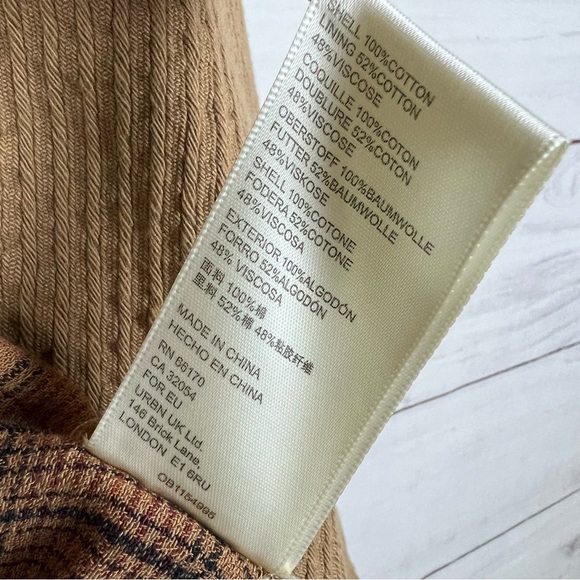 SHELL 100%COTTON
LINING 52%COTTON
48%VISCOSE
COQUILLE 100%COTON
DOUBLURE 52%COTON
48%VISCOSE
OBERSTOFF 100%BAUMWOLLE
FUTTER 52%BAUMWOLLE
48%VISKOSE
SHELL 100%COTONE
FODERA 52%COTONE
48%VISCOSA
EXTERIOR 100%ALGODÓN
FORRO 52%ALGODÓN
48% VISCOSA
面料 100%棉
里料 52%棉 48%粘胶纤维
MADE IN CHINA
HECHO EN CHINA
RN 66170
CA 32054
FOR EU
URBN UK Ltd.
146 Brick Lane,
LONDON E1 6RU
OB1154995